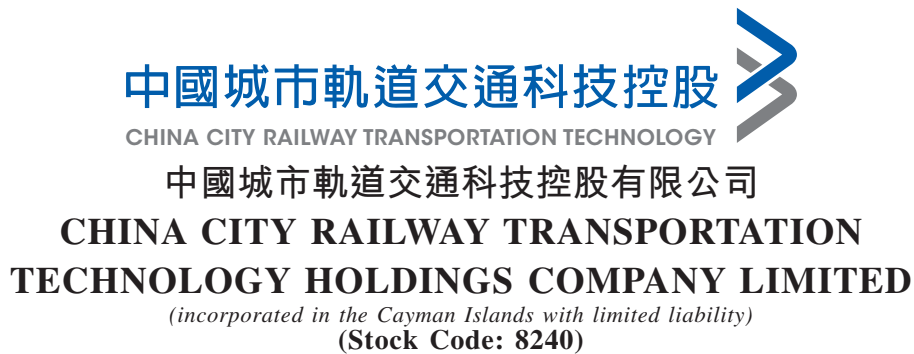 中國城市軌道交通科技控股
CHINA CITY RAILWAY TRANSPORTATION TECHNOLOGY
中國城市軌道交通科技控股有限公司
CHINA CITY RAILWAY TRANSPORTATION
TECHNOLOGY HOLDINGS COMPANY LIMITED
(incorporated in the Cayman Islands with limited liability)
(Stock Code: 8240)